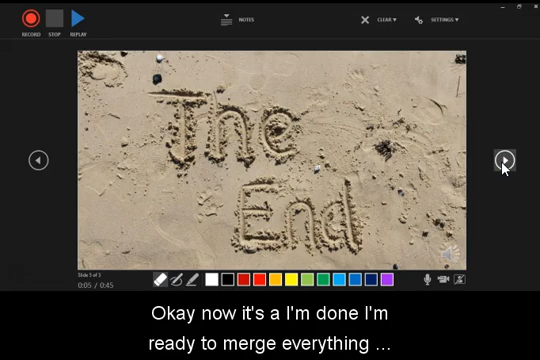 RECORD STOP REPLAY NOTES CLEAR SETTINGS
The
End
Slide 5 of 5
0:05 / 0:45
Okay now it's a I'm done I'm
ready to merge everything ...